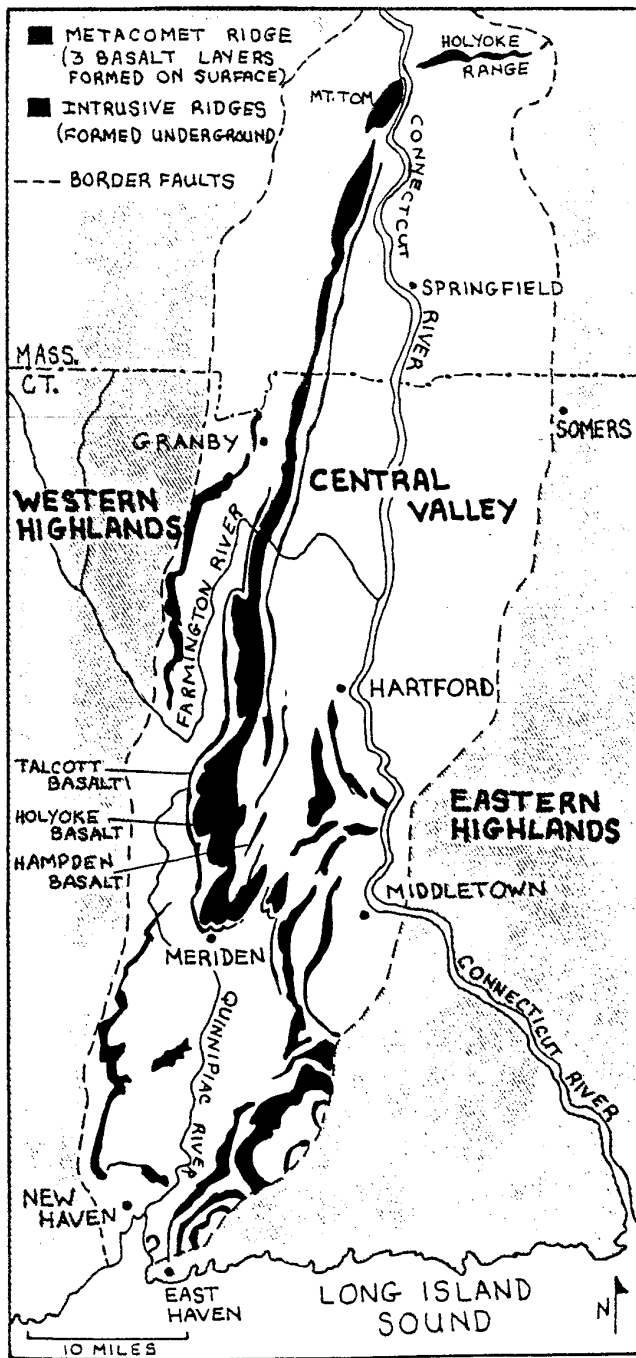 METACOMET RIDGE
(3 BASALT LAYERS
FORMED ON SURFACE)
INTRUSIVE RIDGES
(FORMED UNDERGROUND
BORDER FAULTS
HOLYOKE
RANGE
MT. TOM
CONNECTICUT
RIVER
SPRINGFIELD
MASS.
CT.
GRANBY
SOMERS
WESTERN
HIGHLANDS
CENTRAL
VALLEY
FARMINGTON RIVER
HARTFORD
TALCOTT
BASALT
HOLYOKE
BASALT
HAMPDEN
BASALT
EASTERN
HIGHLANDS
MIDDLETOWN
MERIDEN
CONNECTICUT RIVER
QUINNIPIAC RIVER
NEW
HAVEN
EAST
HAVEN
LONG ISLAND
SOUND
N
10 MILES